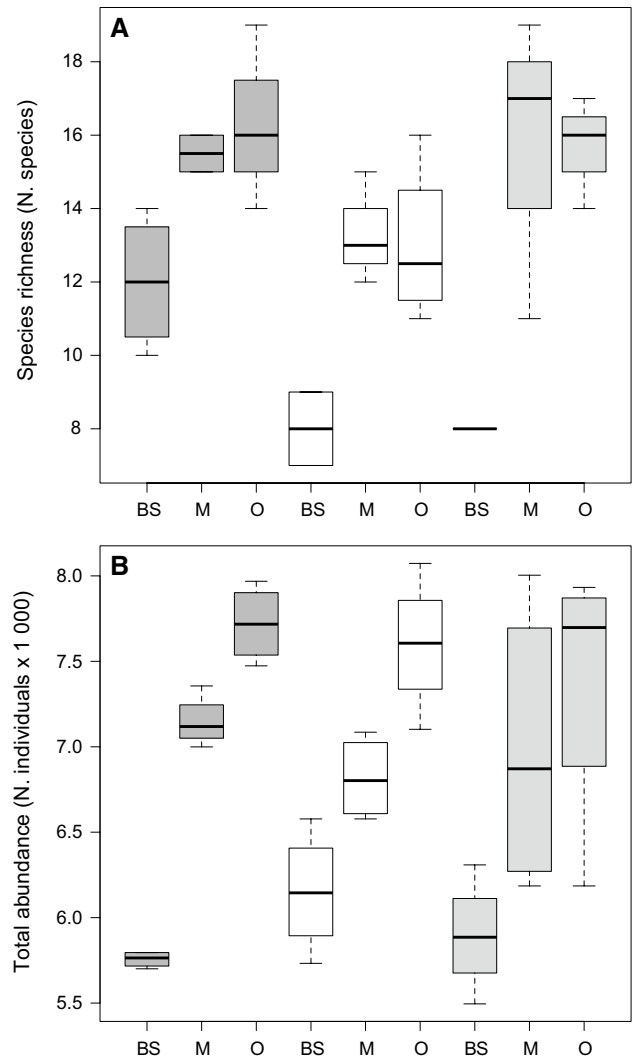 A
Species richness (N. species)
18
16
14
12
10
8
BS M O BS M O BS M O
B
Total abundance (N. individuals x 1 000)
8.0
7.5
7.0
6.5
6.0
5.5
BS M O BS M O BS M O